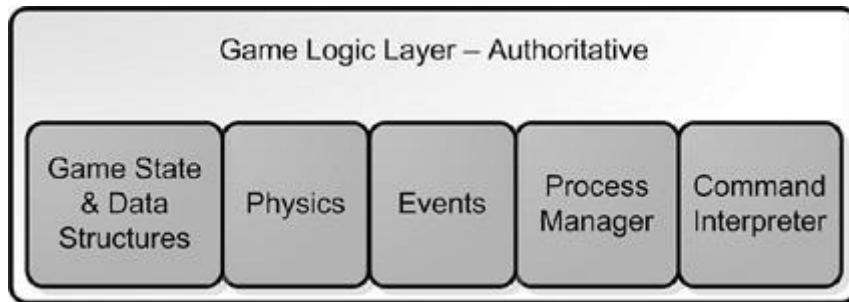 Game Logic Layer – Authoritative
Game State
& Data
Structures
Physics
Events
Process
Manager
Command
Interpreter